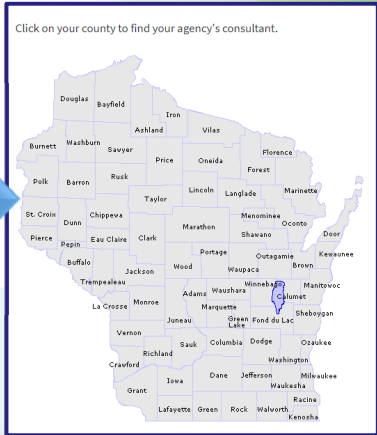 Click on your county to find your agency's consultant.
Douglas
Bayfield
Iron
Ashland
Vilas
Florence
Burnett
Washburn
Sawyer
Price
Oneida
Forest
Polk
Barron
Rusk
Lincoln
Langlade
Marinette
Taylor
St. Croix
Chippewa
Menominee
Oconto
Dunn
Marathon
Shawano
Door
Pierce
Pepin
Eau Claire
Clark
Portage
Outagamie
Kewaunee
Buffalo
Jackson
Wood
Waupaca
Brown
Trempealeau
Winnebago
Manitowoc
Adams
Waushara
Calumet
La Crosse
Monroe
Marquette
Sheboygan
Juneau
Green
Lake
Fond du Lac
Vernon
Sauk
Columbia
Dodge
Ozaukee
Richland
Washington
Crawford
Iowa
Dane
Jefferson
Milwaukee
Waukesha
Grant
Racine
Lafayette
Green
Rock
Walworth
Kenosha